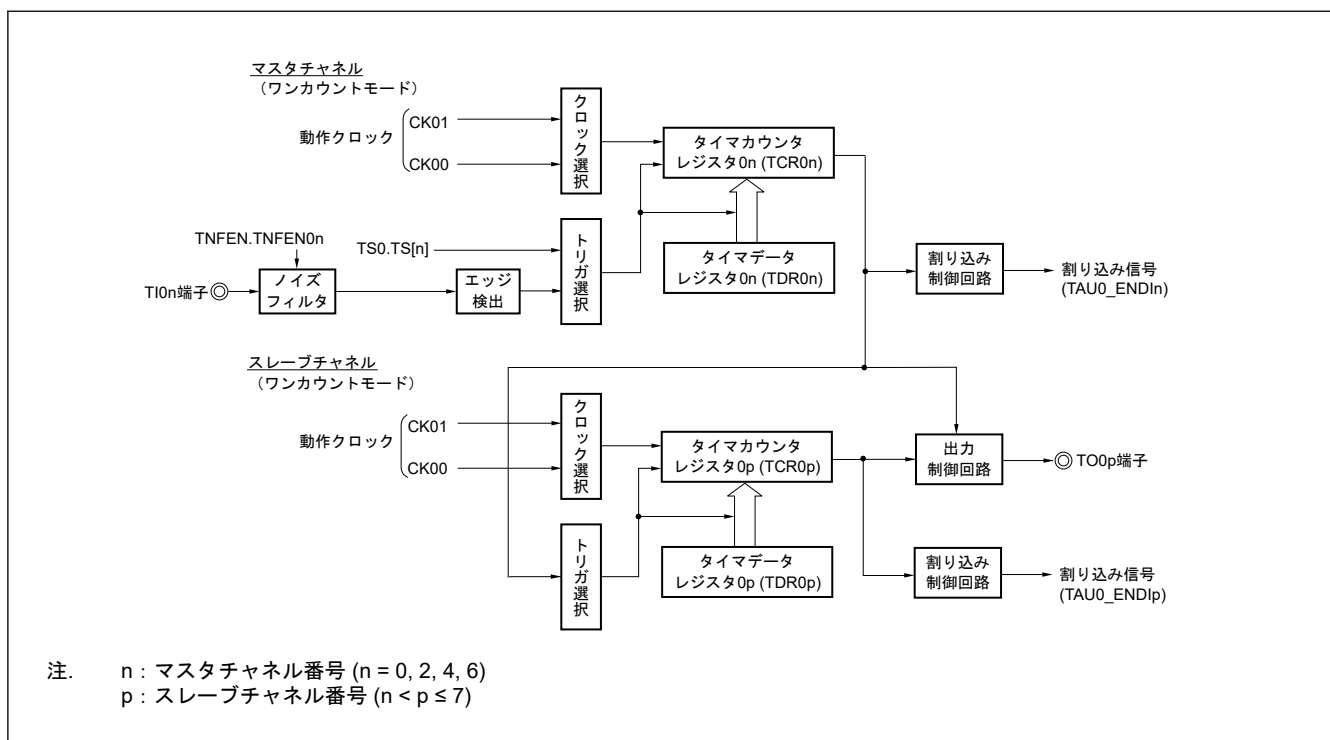 マスタチャネル
（ワンカウントモード）
動作クロック
CK01
CK00
クロック選択
タイマカウンタ
レジスタ0n (TCR0n)
TNFEN.TNFEN0n
TS0.TS[n]
トリガ選択
タイマデータ
レジスタ0n (TDR0n)
割り込み
制御回路
割り込み信号
(TAU0_ENDIn)
TI0n端子
ノイズ
フィルタ
エッジ
検出
スレーブチャネル
（ワンカウントモード）
動作クロック
CK01
CK00
クロック選択
タイマカウンタ
レジスタ0p (TCR0p)
出力
制御回路
TO0p端子
トリガ選択
タイマデータ
レジスタ0p (TDR0p)
割り込み
制御回路
割り込み信号
(TAU0_ENDIp)
注. n : マスタチャネル番号 (n = 0, 2, 4, 6)
p : スレーブチャネル番号 (n < p ≤ 7)